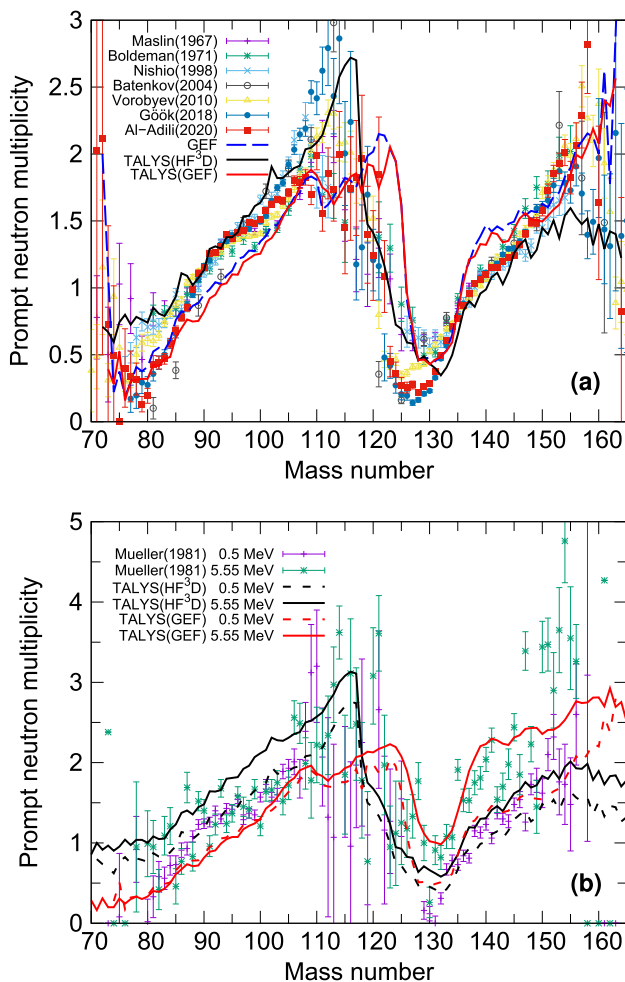 3
2.5
2
1.5
1
0.5
0
Prompt neutron multiplicity
Maslin(1967)
Boldeman(1971)
Nishio(1998)
Batenkov(2004)
Vorobyev(2010)
Göök(2018)
Al-Adili(2020)
GEF
TALYS(HF³D)
TALYS(GEF)
(a)
70 80 90 100 110 120 130 140 150 160
Mass number
5
4
3
2
1
0
Prompt neutron multiplicity
Mueller(1981) 0.5 MeV
Mueller(1981) 5.55 MeV
TALYS(HF³D) 0.5 MeV
TALYS(HF³D) 5.55 MeV
TALYS(GEF) 0.5 MeV
TALYS(GEF) 5.55 MeV
(b)
70 80 90 100 110 120 130 140 150 160
Mass number